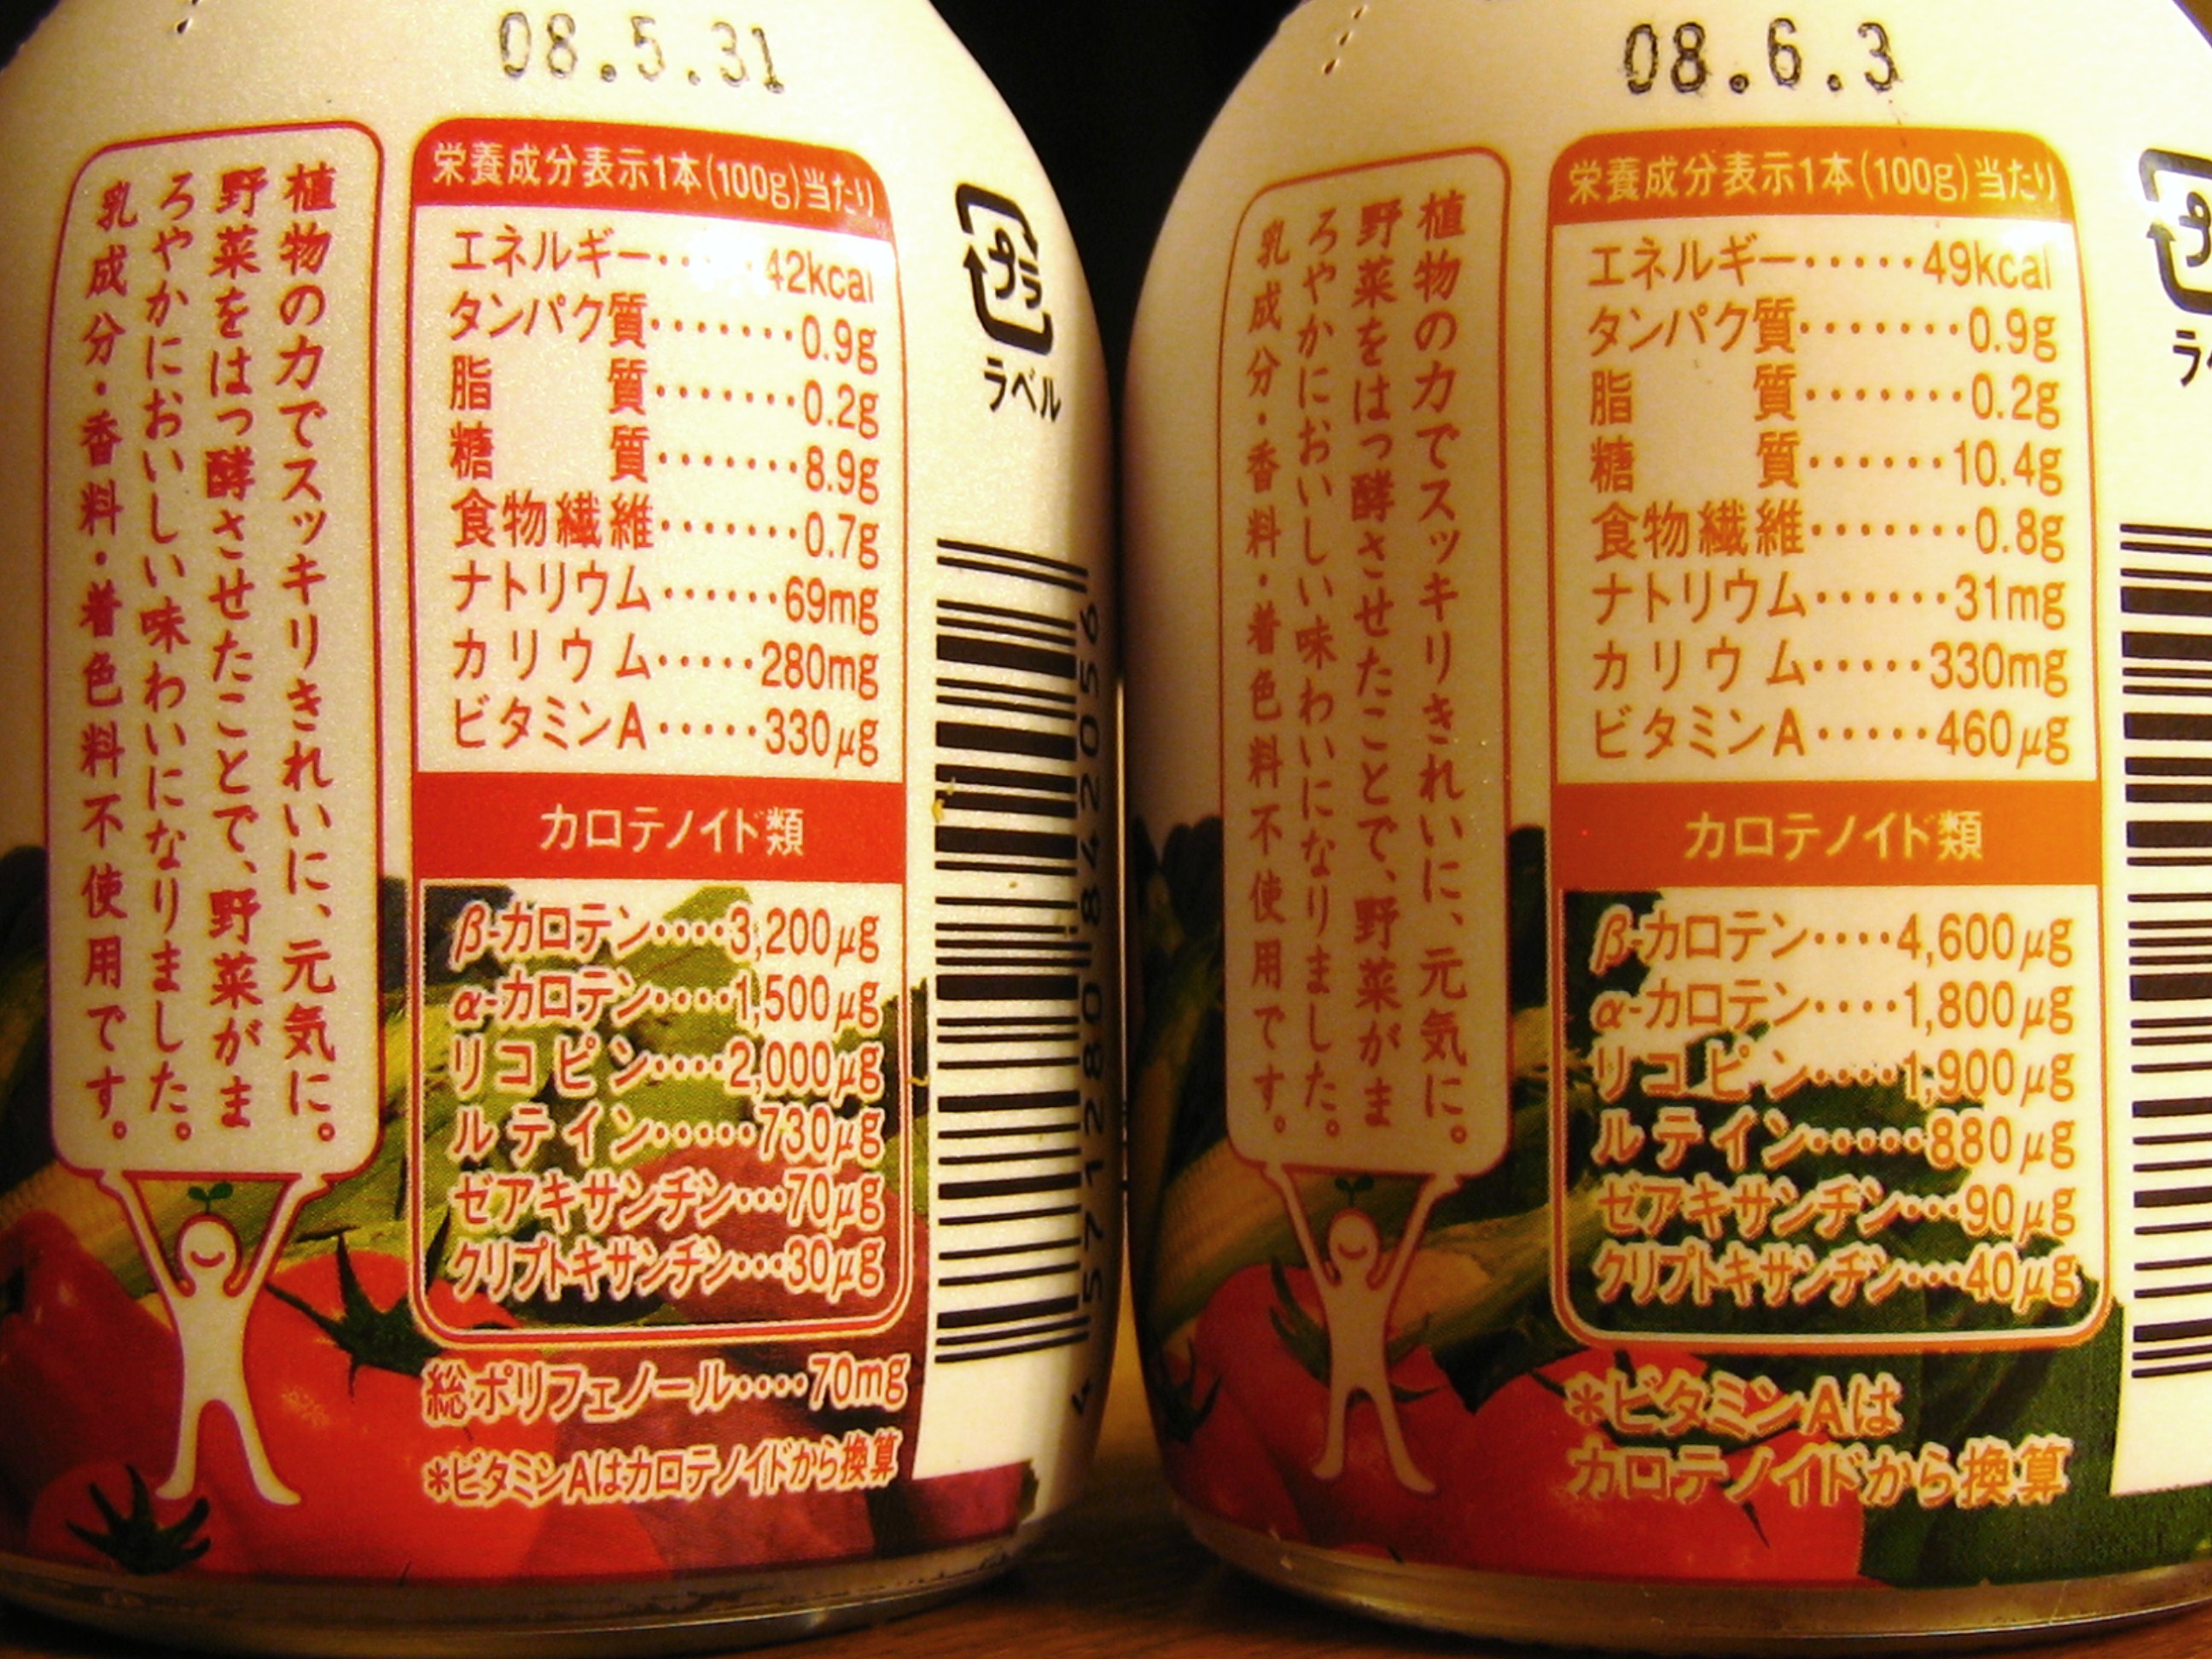 08.5.31
植物の力でスッキリきれいに、元気に。
野菜をはっ酵させたことで、野菜がま
ろやかにおいしい味わいになりました。
乳成分・香料・着色料不使用です。
栄養成分表示1本(100g)当たり
エネルギー・・・・・42kcal
タンパク質・・・・・・・0.9g
脂質・・・・・・・0.2g
糖質・・・・・・・8.9g
食物繊維・・・・・・・0.7g
ナトリウム・・・・・・69mg
カリウム・・・・・280mg
ビタミンA・・・・・330μg
カロテノイド類
β-カロテン・・・・3,200μg
α-カロテン・・・・1,500μg
リコピン・・・・2,000μg
ルテイン・・・・・730μg
ゼアキサンチン・・・70μg
クリプトキサンチン・・・30μg
総ポリフェノール・・・・70mg
*ビタミンAはカロテノイドから換算
プラ
ラベル
4 571280 842056
08.6.3
植物の力でスッキリきれいに、元気に。
野菜をはっ酵させたことで、野菜がま
ろやかにおいしい味わいになりました。
乳成分・香料・着色料不使用です。
栄養成分表示1本(100g)当たり
エネルギー・・・・・49kcal
タンパク質・・・・・・・0.9g
脂質・・・・・・・0.2g
糖質・・・・・・10.4g
食物繊維・・・・・・・0.8g
ナトリウム・・・・・・31mg
カリウム・・・・・330mg
ビタミンA・・・・・460μg
カロテノイド類
β-カロテン・・・・4,600μg
α-カロテン・・・・1,800μg
リコピン・・・・1,900μg
ルテイン・・・・・880μg
ゼアキサンチン・・・90μg
クリプトキサンチン・・・40μg
*ビタミンAは
カロテノイドから換算